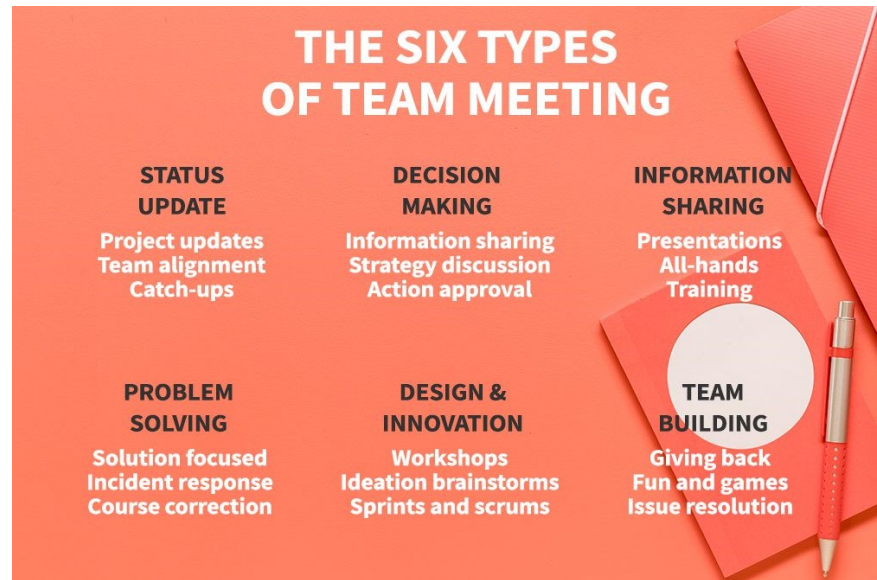 THE SIX TYPES
OF TEAM MEETING
STATUS
UPDATE
Project updates
Team alignment
Catch-ups
DECISION
MAKING
Information sharing
Strategy discussion
Action approval
INFORMATION
SHARING
Presentations
All-hands
Training
PROBLEM
SOLVING
Solution focused
Incident response
Course correction
DESIGN &
INNOVATION
Workshops
Ideation brainstorms
Sprints and scrums
TEAM
BUILDING
Giving back
Fun and games
Issue resolution